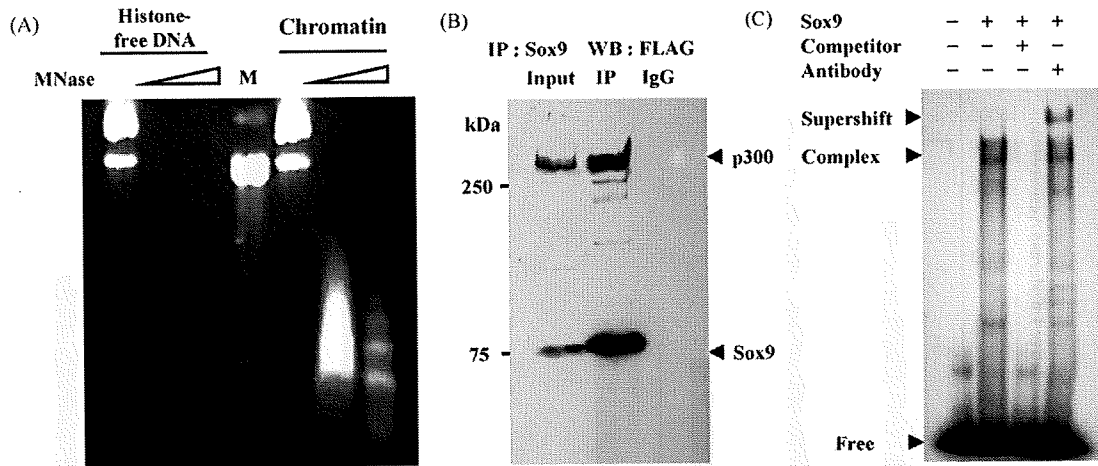 (A)
Histone-
free DNA
Chromatin
MNase
M
(B)
IP : Sox9 WB : FLAG
Input IP IgG
kDa
p300
250
75
Sox9
(C)
Sox9 − + + +
Competitor − − + −
Antibody − − − +
Supershift
Complex
Free